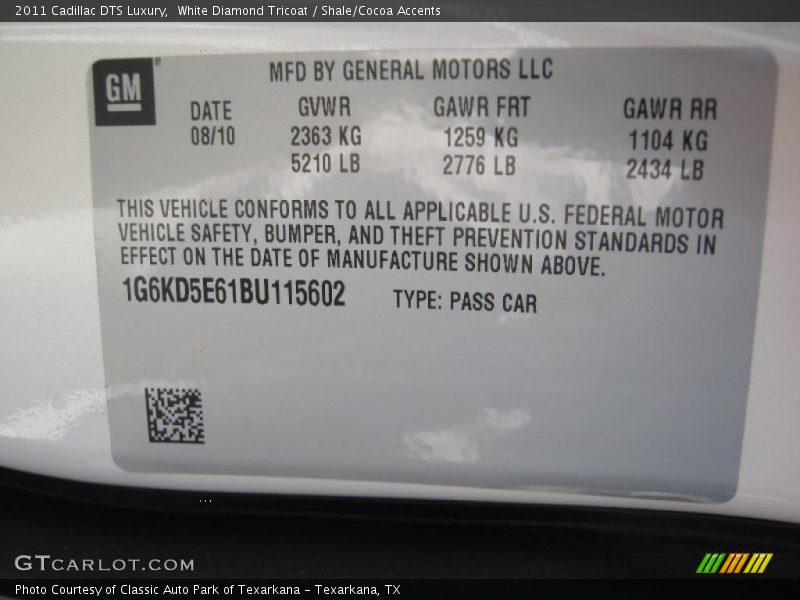 2011 Cadillac DTS Luxury,  White Diamond Tricoat / Shale/Cocoa Accents
GM
MFD BY GENERAL MOTORS LLC
DATE GVWR GAWR FRT GAWR RR
08/10 2363 KG 1259 KG 1104 KG
5210 LB 2776 LB 2434 LB
THIS VEHICLE CONFORMS TO ALL APPLICABLE U.S. FEDERAL MOTOR
VEHICLE SAFETY, BUMPER, AND THEFT PREVENTION STANDARDS IN
EFFECT ON THE DATE OF MANUFACTURE SHOWN ABOVE.
1G6KD5E61BU115602 TYPE: PASS CAR
GTCARLOT.COM
Photo Courtesy of Classic Auto Park of Texarkana - Texarkana, TX